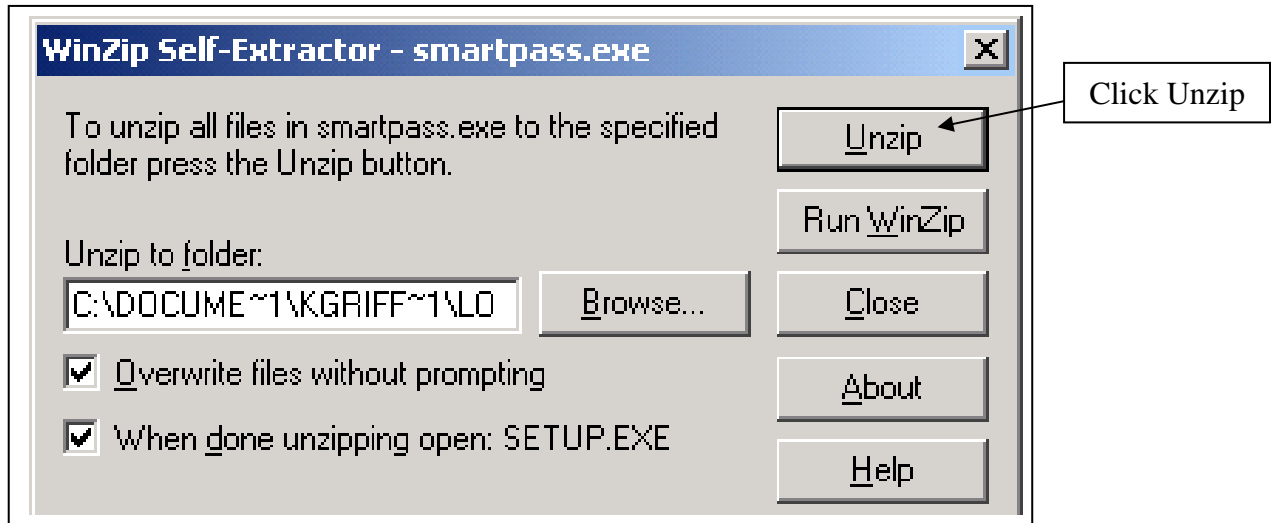 WinZip Self-Extractor - smartpass.exe
Click Unzip
To unzip all files in smartpass.exe to the specified
folder press the Unzip button.
Unzip
Run WinZip
Unzip to folder:
C:\DOCUME~1\KGRIFF~1\LO
Browse...
Close
Overwrite files without prompting
About
When done unzipping open: SETUP.EXE
Help